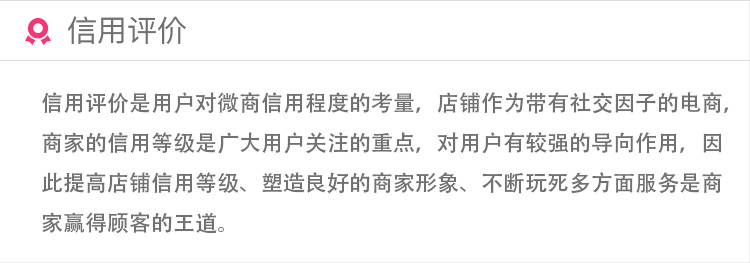 信用评价
信用评价是用户对微商信用程度的考量，店铺作为带有社交因子的电商,
商家的信用等级是广大用户关注的重点，对用户有较强的导向作用，因
此提高店铺信用等级、塑造良好的商家形象、不断玩死多方面服务是商
家赢得顾客的王道。